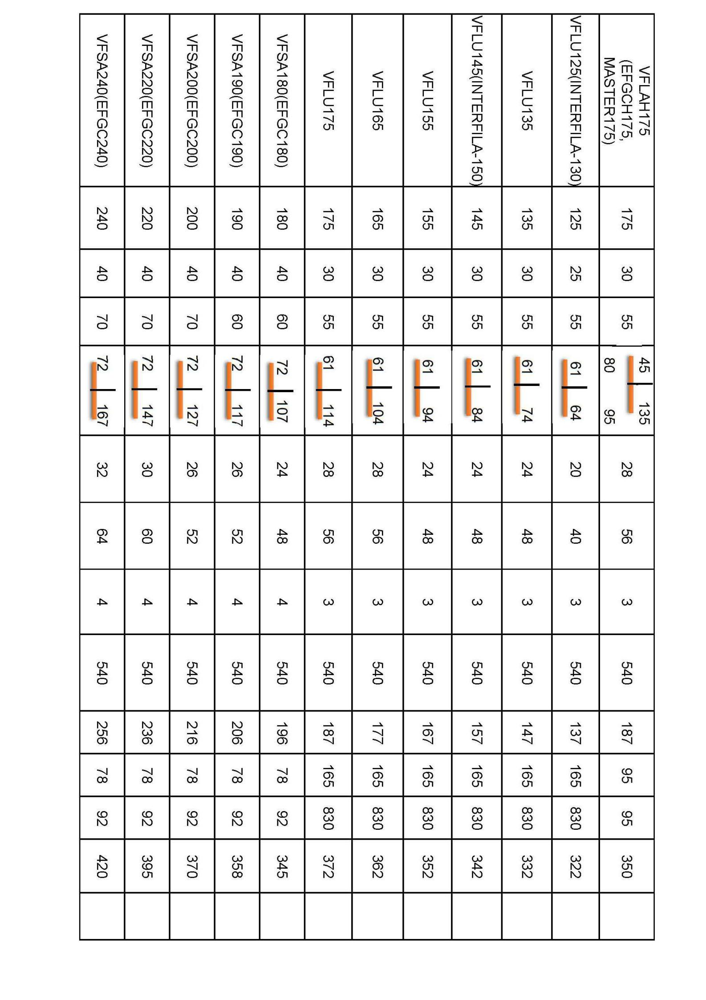 VFLAH175
(EFGCH175,
MASTER175) 175 30 55 45 135
80 95 28 56 3 540 187 95 95 350
VFLU125(INTERFILA-130) 125 25 55 61 64 20 40 3 540 137 165 830 322
VFLU135 135 30 55 61 74 24 48 3 540 147 165 830 332
VFLU145(INTERFILA-150) 145 30 55 61 84 24 48 3 540 157 165 830 342
VFLU155 155 30 55 61 94 24 48 3 540 167 165 830 352
VFLU165 165 30 55 61 104 28 56 3 540 177 165 830 362
VFLU175 175 30 55 61 114 28 56 3 540 187 165 830 372
VFSA180(EFGC180) 180 40 60 72 107 24 48 4 540 196 78 92 345
VFSA190(EFGC190) 190 40 60 72 117 26 52 4 540 206 78 92 358
VFSA200(EFGC200) 200 40 70 72 127 26 52 4 540 216 78 92 370
VFSA220(EFGC220) 220 40 70 72 147 30 60 4 540 236 78 92 395
VFSA240(EFGC240) 240 40 70 72 167 32 64 4 540 256 78 92 420